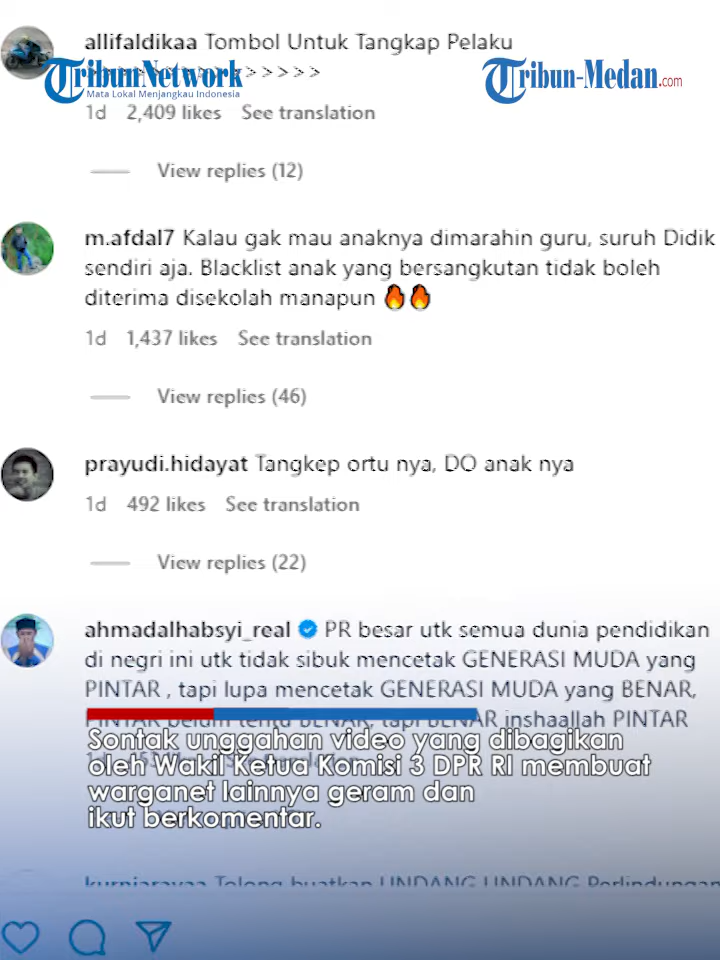 allifaldikaa Tombol Untuk Tangkap Pelaku
TribunNetwork
Mata Lokal Menjangkau Indonesia
Tribun-Medan.com
1d 2,409 likes See translation
View replies (12)
m.afdal7 Kalau gak mau anaknya dimarahin guru, suruh Didik
sendiri aja. Blacklist anak yang bersangkutan tidak boleh
diterima disekolah manapun 🔥🔥
1d 1,437 likes See translation
View replies (46)
prayudi.hidayat Tangkep ortu nya, DO anak nya
1d 492 likes See translation
View replies (22)
ahmadalhabsyi_real PR besar utk semua dunia pendidikan
di negri ini utk tidak sibuk mencetak GENERASI MUDA yang
PINTAR , tapi lupa mencetak GENERASI MUDA yang BENAR,
PINTAR belum tentu BENAR, tapi BENAR inshaallah PINTAR
Sontak unggahan video yang dibagikan
oleh Wakil Ketua Komisi 3 DPR RI membuat
warganet lainnya geram dan
ikut berkomentar.
kurniarayaa Tolong buatkan UNDANG UNDANG Perlindungan